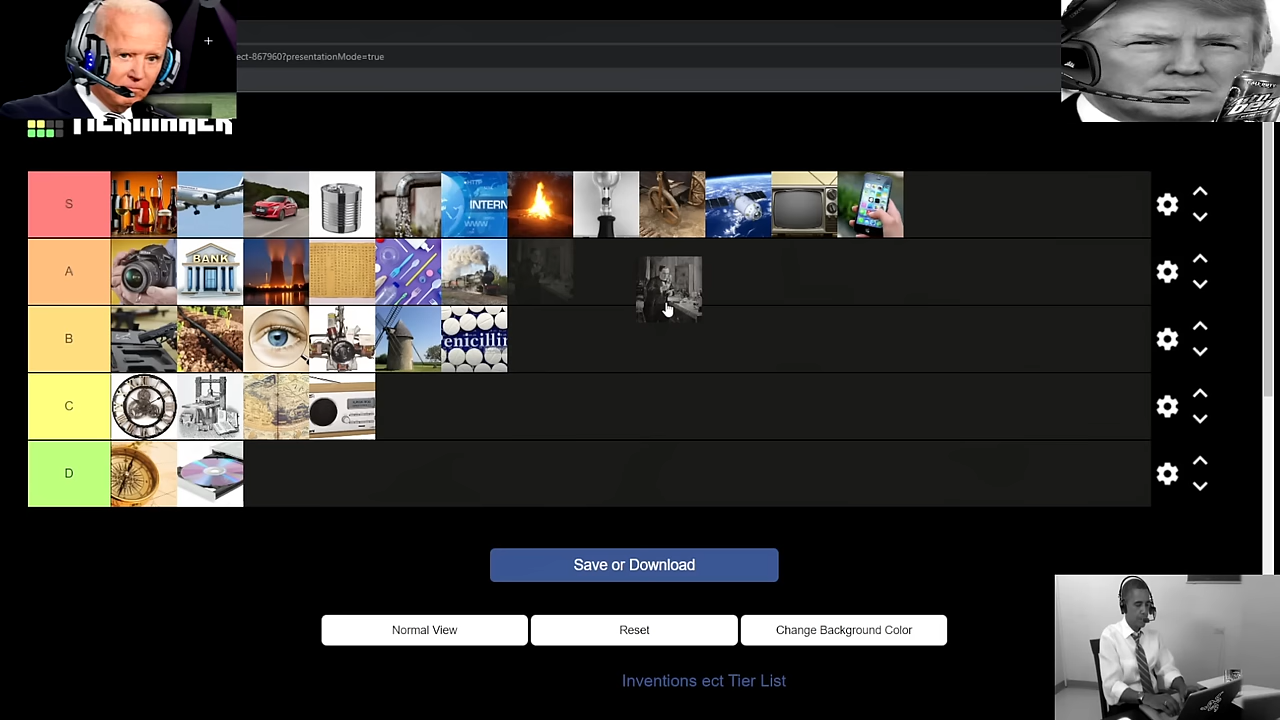 ect-867960?presentationMode=true
TIERMAKER
S
INTERN
A
BANK
B
enicilli
C
D
Save or Download
Normal View
Reset
Change Background Color
Inventions ect Tier List